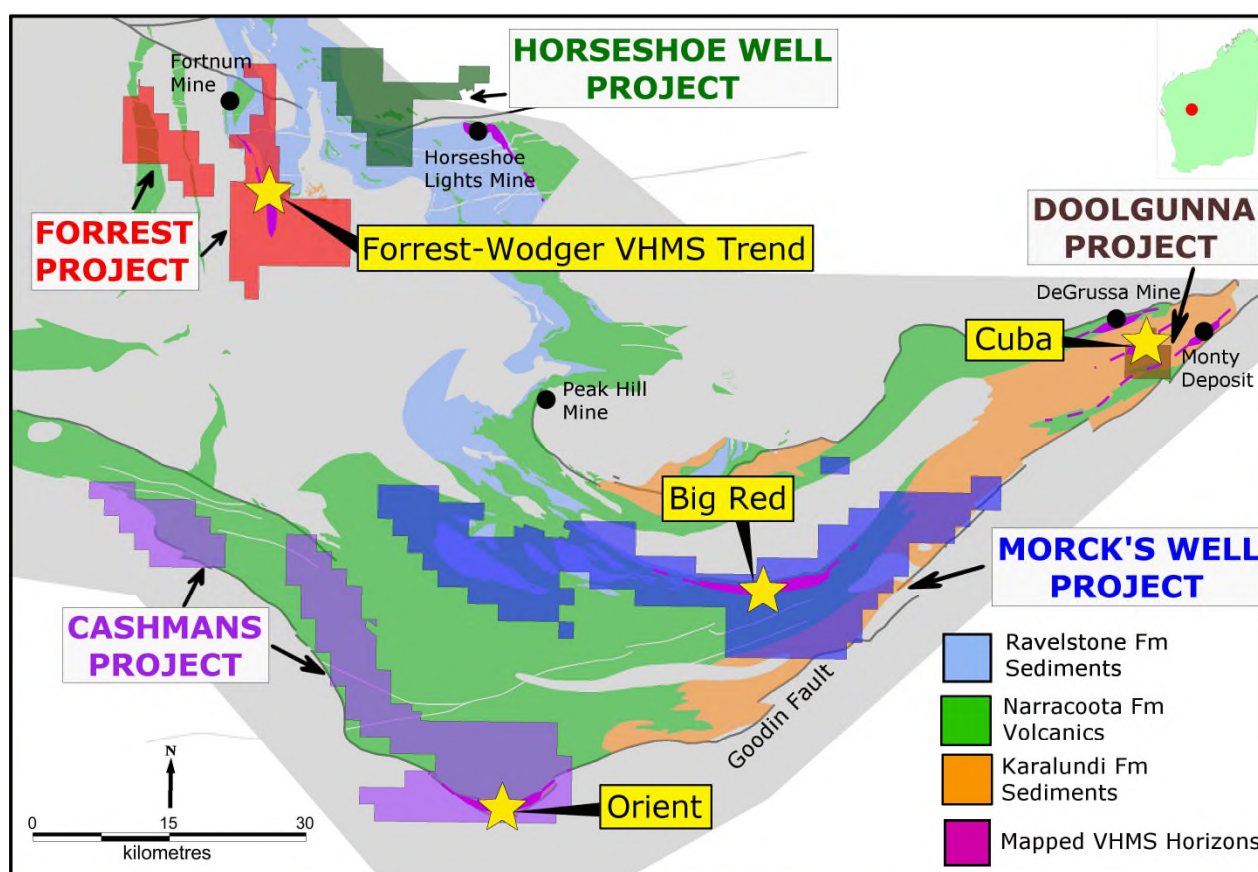 HORSESHOE WELL
PROJECT
Fortnum
Mine
Horseshoe
Lights Mine
FORREST
PROJECT
Forrest-Wodger VHMS Trend
DOOLGUNNA
PROJECT
DeGrussa Mine
Cuba
Monty
Deposit
Peak Hill
Mine
Big Red
MORCK'S WELL
PROJECT
CASHMANS
PROJECT
Goodin Fault
Orient
N
0 15 30
kilometres
Ravelstone Fm
Sediments
Narracoota Fm
Volcanics
Karalundi Fm
Sediments
Mapped VHMS Horizons